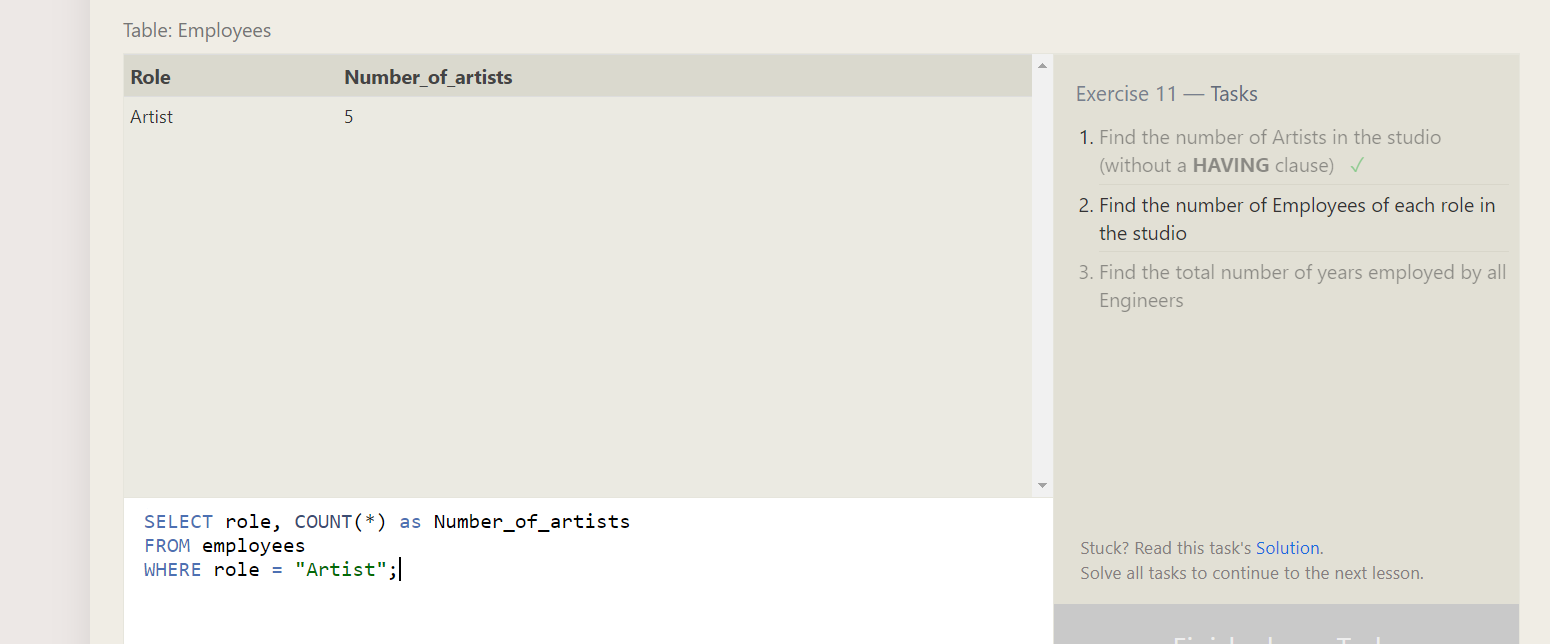 Table: Employees
Role Number_of_artists
Artist 5
Exercise 11 — Tasks
1. Find the number of Artists in the studio
(without a HAVING clause) ✓
2. Find the number of Employees of each role in
the studio
3. Find the total number of years employed by all
Engineers
Stuck? Read this task's Solution.
Solve all tasks to continue to the next lesson.
SELECT role, COUNT(*) as Number_of_artists
FROM employees
WHERE role = "Artist";